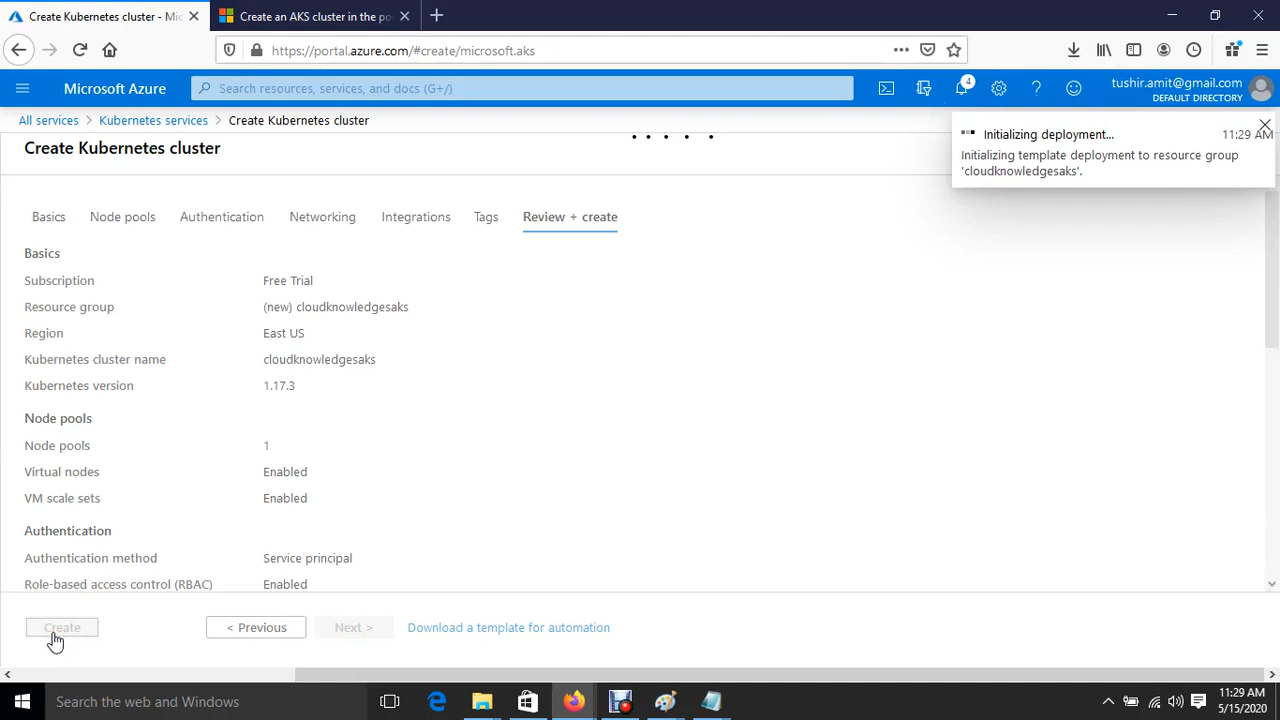 Create Kubernetes cluster - Mic
Create an AKS cluster in the po
https://portal.azure.com/#create/microsoft.aks
Microsoft Azure
Search resources, services, and docs (G+/)
4
tushir.amit@gmail.com
DEFAULT DIRECTORY
All services > Kubernetes services > Create Kubernetes cluster
Create Kubernetes cluster
Initializing deployment...
11:29 AM
Initializing template deployment to resource group
'cloudknowledgesaks'.
Basics Node pools Authentication Networking Integrations Tags Review + create
Basics
Subscription Free Trial
Resource group (new) cloudknowledgesaks
Region East US
Kubernetes cluster name cloudknowledgesaks
Kubernetes version 1.17.3
Node pools
Node pools 1
Virtual nodes Enabled
VM scale sets Enabled
Authentication
Authentication method Service principal
Role-based access control (RBAC) Enabled
Create
< Previous
Next >
Download a template for automation
Search the web and Windows
11:29 AM
5/15/2020